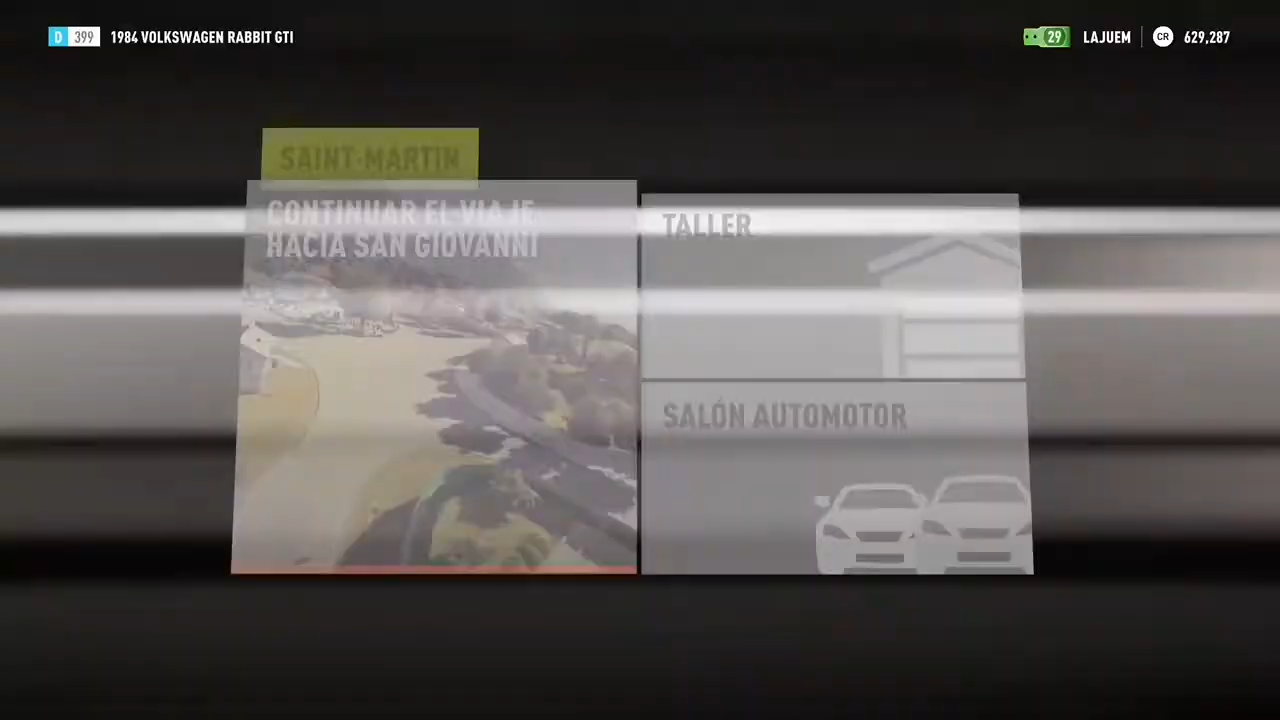 D 399 1984 VOLKSWAGEN RABBIT GTI
29 LAJUEM CR 629,287
SAINT-MARTIN
CONTINUAR EL VIAJE
HACIA SAN GIOVANNI
TALLER
SALÓN AUTOMOTOR